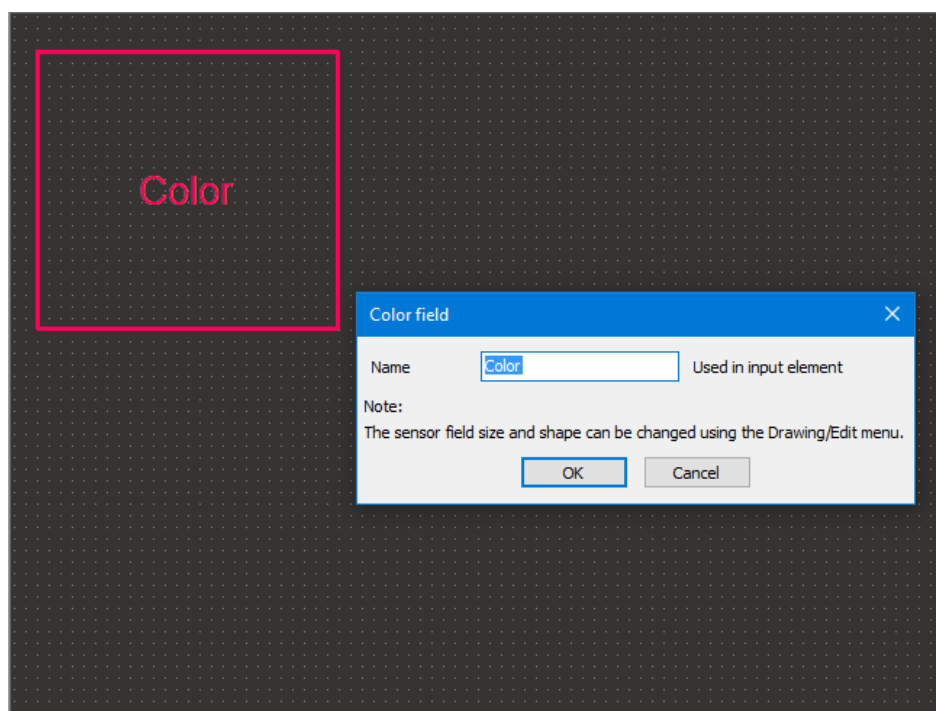 Color
Color field
Name Color Used in input element
Note:
The sensor field size and shape can be changed using the Drawing/Edit menu.
OK Cancel